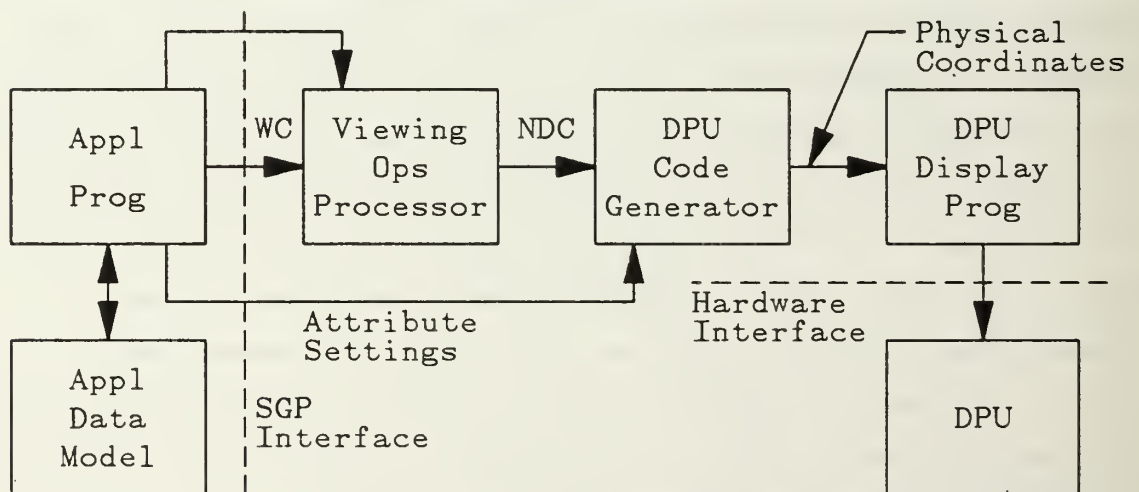 Physical
Coordinates
Appl
Prog
WC
Viewing
Ops
Processor
NDC
DPU
Code
Generator
DPU
Display
Prog
Attribute
Settings
Hardware
Interface
Appl
Data
Model
SGP
Interface
DPU